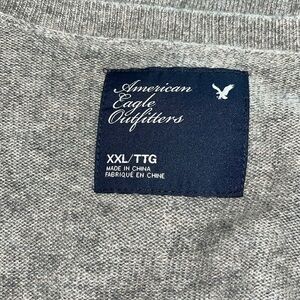 American
Eagle
Outfitters
XXL/TTG
MADE IN CHINA
FABRIQUÉ EN CHINE